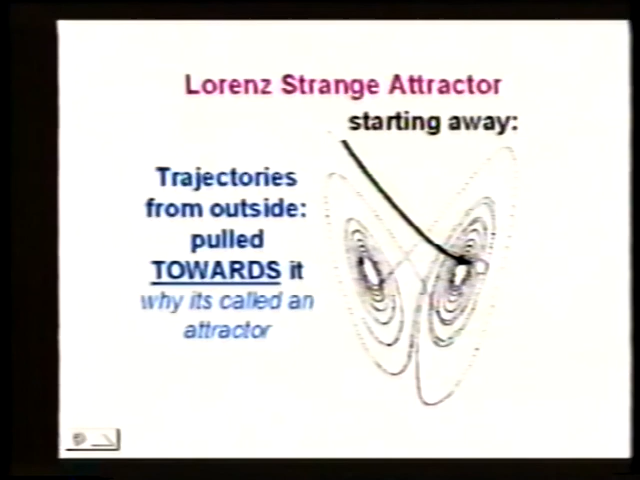 Lorenz Strange Attractor
starting away:
Trajectories
from outside:
pulled
TOWARDS it
why its called an
attractor